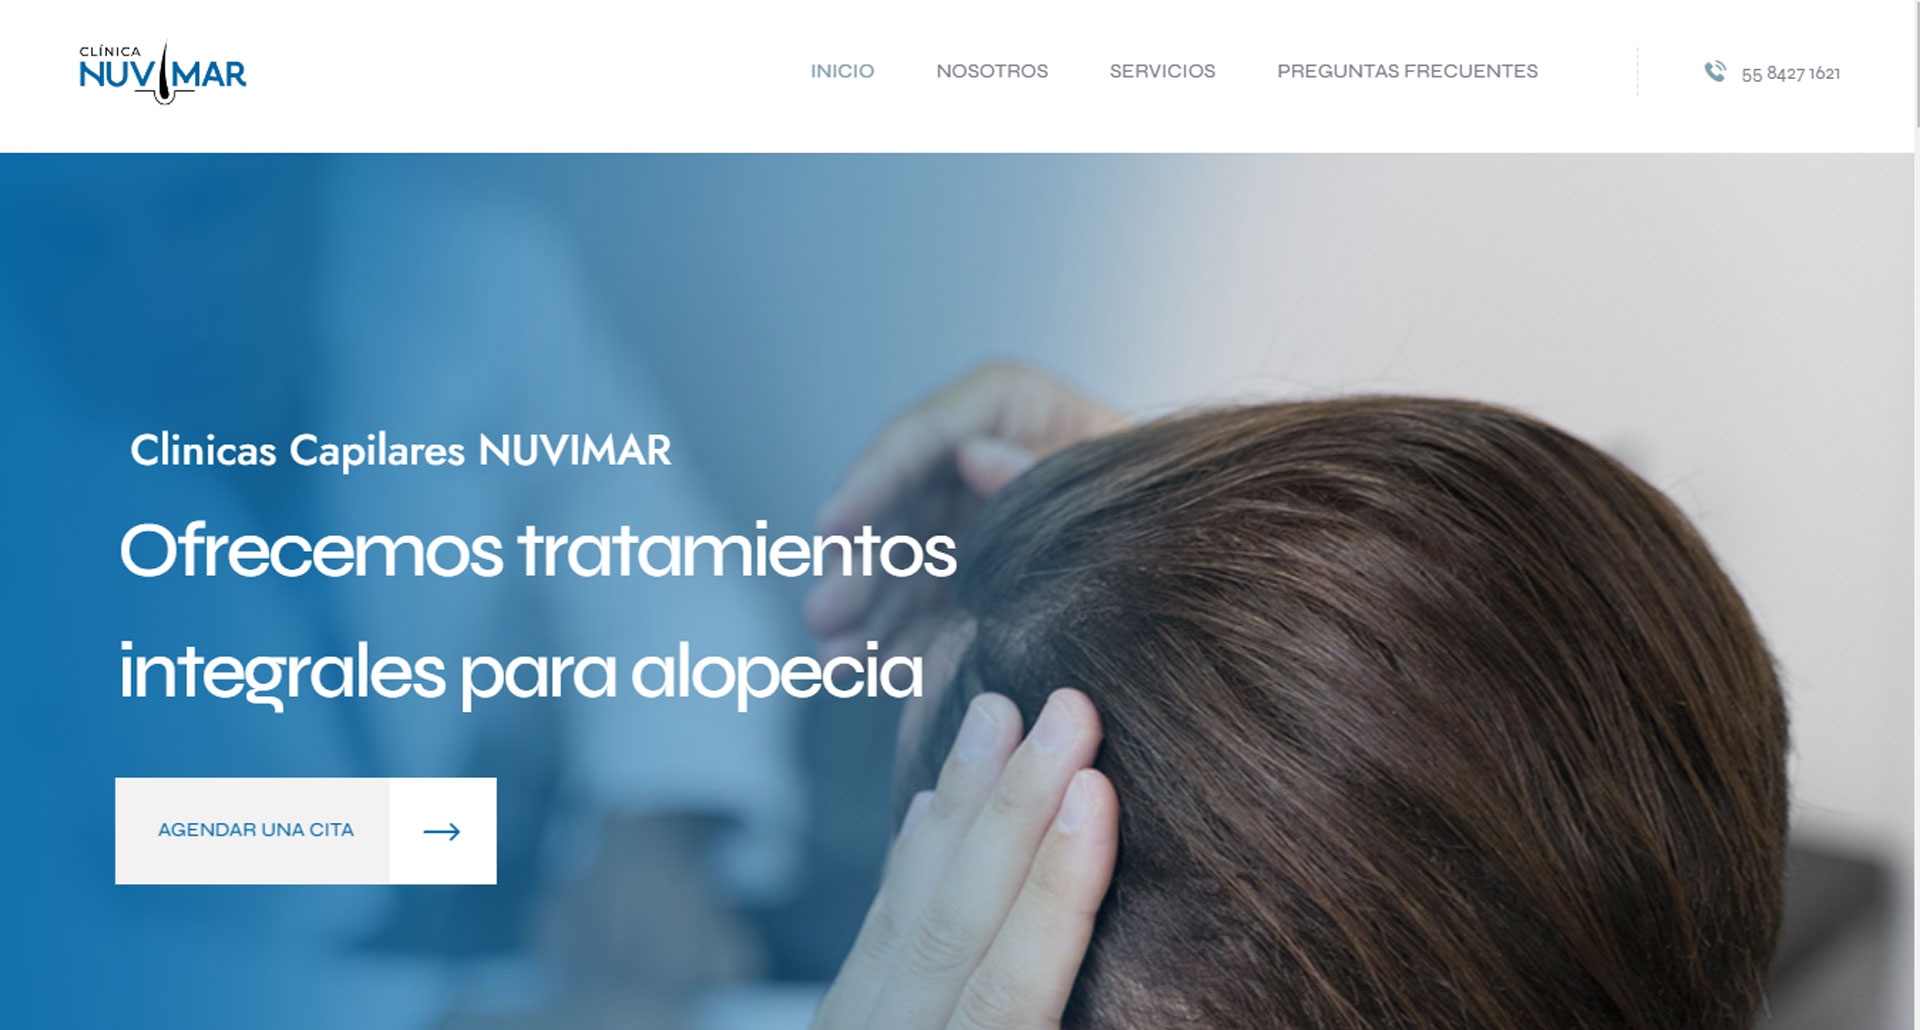 CLÍNICA
NUVIMAR
INICIO
NOSOTROS
SERVICIOS
PREGUNTAS FRECUENTES
55 8427 1621
Clinicas Capilares NUVIMAR
Ofrecemos tratamientos
integrales para alopecia
AGENDAR UNA CITA